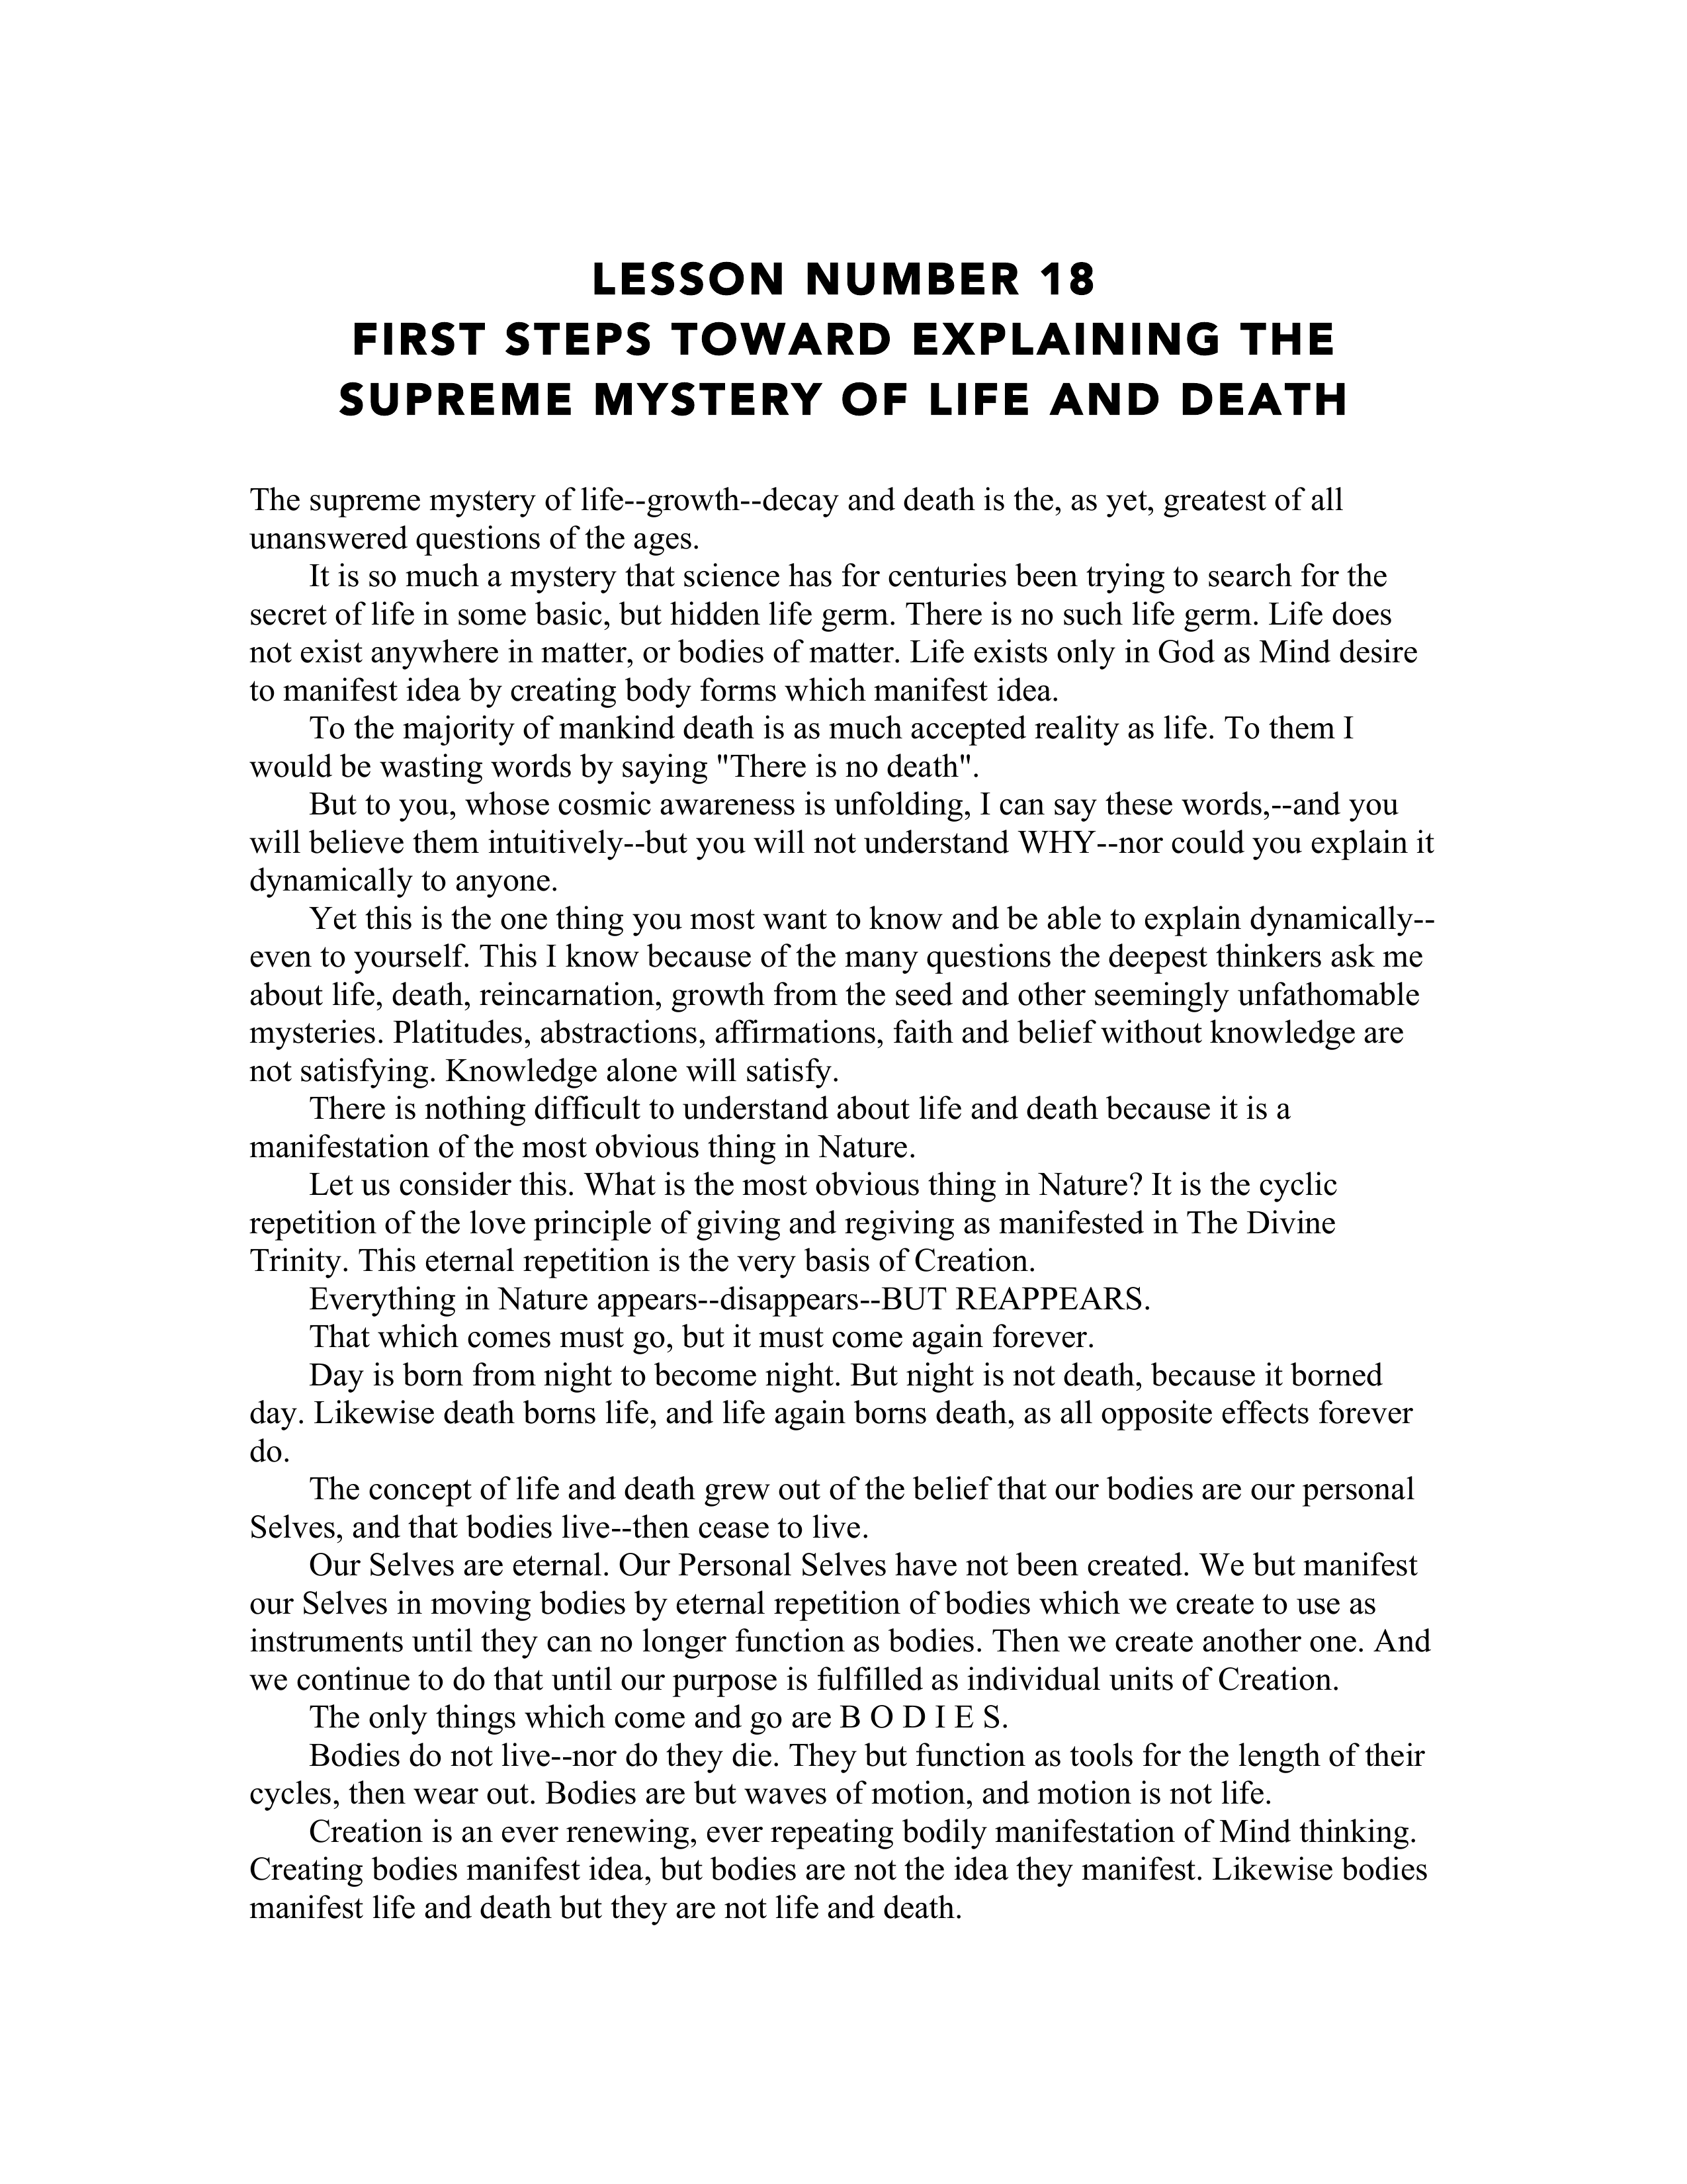 LESSON NUMBER 18
FIRST STEPS TOWARD EXPLAINING THE
SUPREME MYSTERY OF LIFE AND DEATH
The supreme mystery of life--growth--decay and death is the, as yet, greatest of all
unanswered questions of the ages.
It is so much a mystery that science has for centuries been trying to search for the
secret of life in some basic, but hidden life germ. There is no such life germ. Life does
not exist anywhere in matter, or bodies of matter. Life exists only in God as Mind desire
to manifest idea by creating body forms which manifest idea.
To the majority of mankind death is as much accepted reality as life. To them I
would be wasting words by saying "There is no death".
But to you, whose cosmic awareness is unfolding, I can say these words,--and you
will believe them intuitively--but you will not understand WHY--nor could you explain it
dynamically to anyone.
Yet this is the one thing you most want to know and be able to explain dynamically--
even to yourself. This I know because of the many questions the deepest thinkers ask me
about life, death, reincarnation, growth from the seed and other seemingly unfathomable
mysteries. Platitudes, abstractions, affirmations, faith and belief without knowledge are
not satisfying. Knowledge alone will satisfy.
There is nothing difficult to understand about life and death because it is a
manifestation of the most obvious thing in Nature.
Let us consider this. What is the most obvious thing in Nature? It is the cyclic
repetition of the love principle of giving and regiving as manifested in The Divine
Trinity. This eternal repetition is the very basis of Creation.
Everything in Nature appears--disappears--BUT REAPPEARS.
That which comes must go, but it must come again forever.
Day is born from night to become night. But night is not death, because it borned
day. Likewise death borns life, and life again borns death, as all opposite effects forever
do.
The concept of life and death grew out of the belief that our bodies are our personal
Selves, and that bodies live--then cease to live.
Our Selves are eternal. Our Personal Selves have not been created. We but manifest
our Selves in moving bodies by eternal repetition of bodies which we create to use as
instruments until they can no longer function as bodies. Then we create another one. And
we continue to do that until our purpose is fulfilled as individual units of Creation.
The only things which come and go are B O D I E S.
Bodies do not live--nor do they die. They but function as tools for the length of their
cycles, then wear out. Bodies are but waves of motion, and motion is not life.
Creation is an ever renewing, ever repeating bodily manifestation of Mind thinking.
Creating bodies manifest idea, but bodies are not the idea they manifest. Likewise bodies
manifest life and death but they are not life and death.